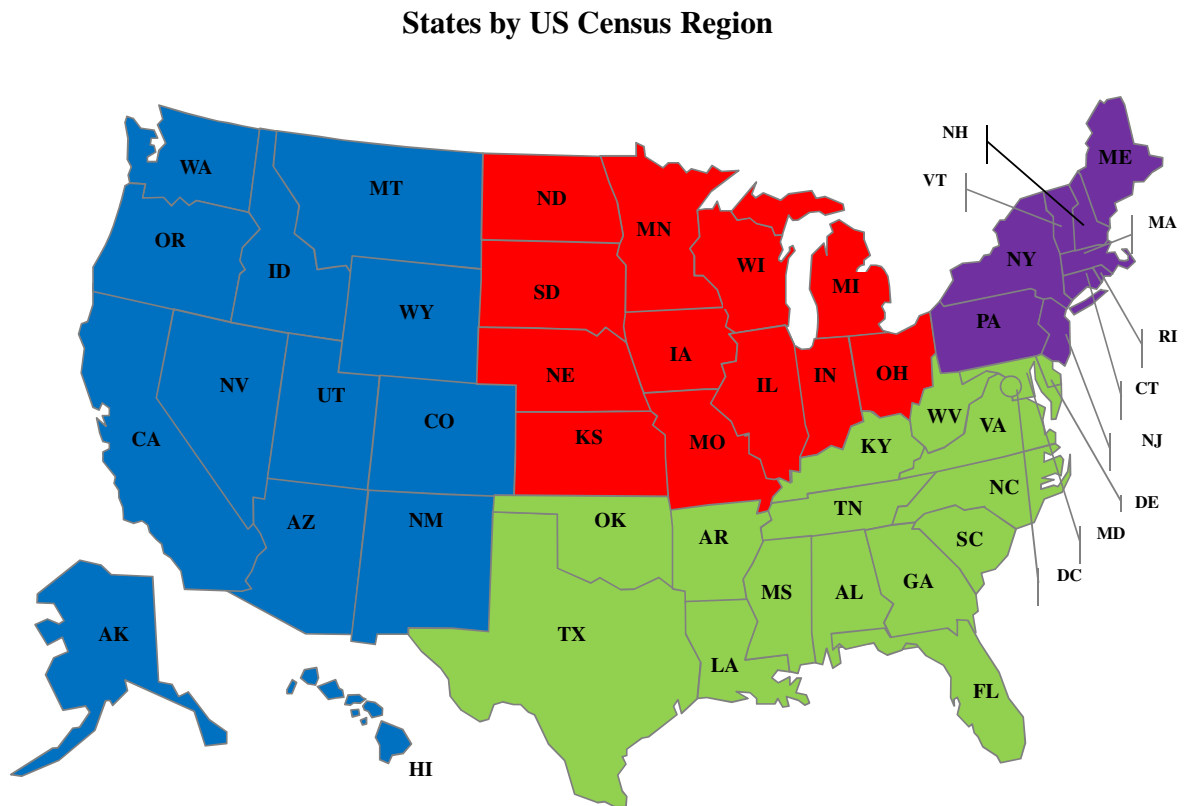 States by US Census Region
NH
ME
WA
MT
VT
ND
MN
MA
OR
NY
ID
WI
SD
MI
WY
PA
RI
IA
NE
OH
IN
NV
IL
UT
CT
CO
WV
VA
CA
KS
MO
KY
NJ
NC
DE
TN
AZ
NM
OK
MD
AR
SC
DC
GA
MS
AL
AK
TX
LA
FL
HI